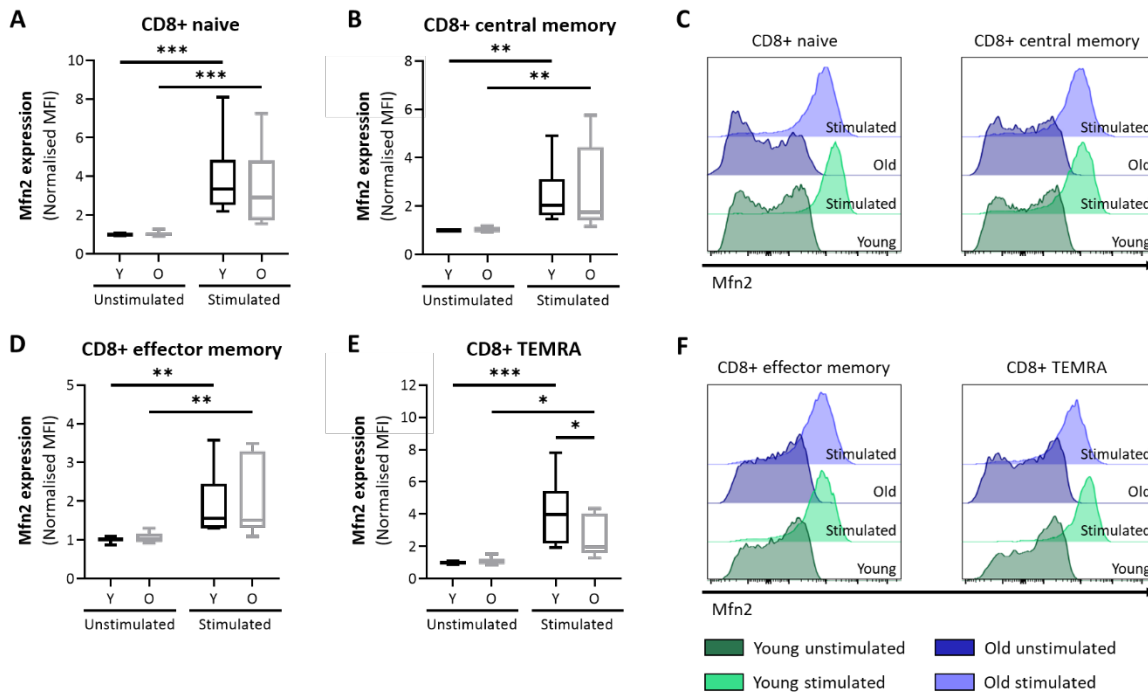 A
CD8+ naive
***
***
Mfn2 expression
(Normalised MFI)
10
8
6
4
2
0
Y O Y O
Unstimulated Stimulated
B
CD8+ central memory
**
**
Mfn2 expression
(Normalised MFI)
8
6
4
2
0
Y O Y O
Unstimulated Stimulated
C
CD8+ naive CD8+ central memory
Stimulated Stimulated
Old Old
Stimulated Stimulated
Young Young
Mfn2
D
CD8+ effector memory
**
**
Mfn2 expression
(Normalised MFI)
5
4
3
2
1
0
Y O Y O
Unstimulated Stimulated
E
CD8+ TEMRA
***
*
*
Mfn2 expression
(Normalised MFI)
12
10
8
6
4
2
0
Y O Y O
Unstimulated Stimulated
F
CD8+ effector memory CD8+ TEMRA
Stimulated Stimulated
Old Old
Stimulated Stimulated
Young Young
Mfn2
Young unstimulated Old unstimulated
Young stimulated Old stimulated